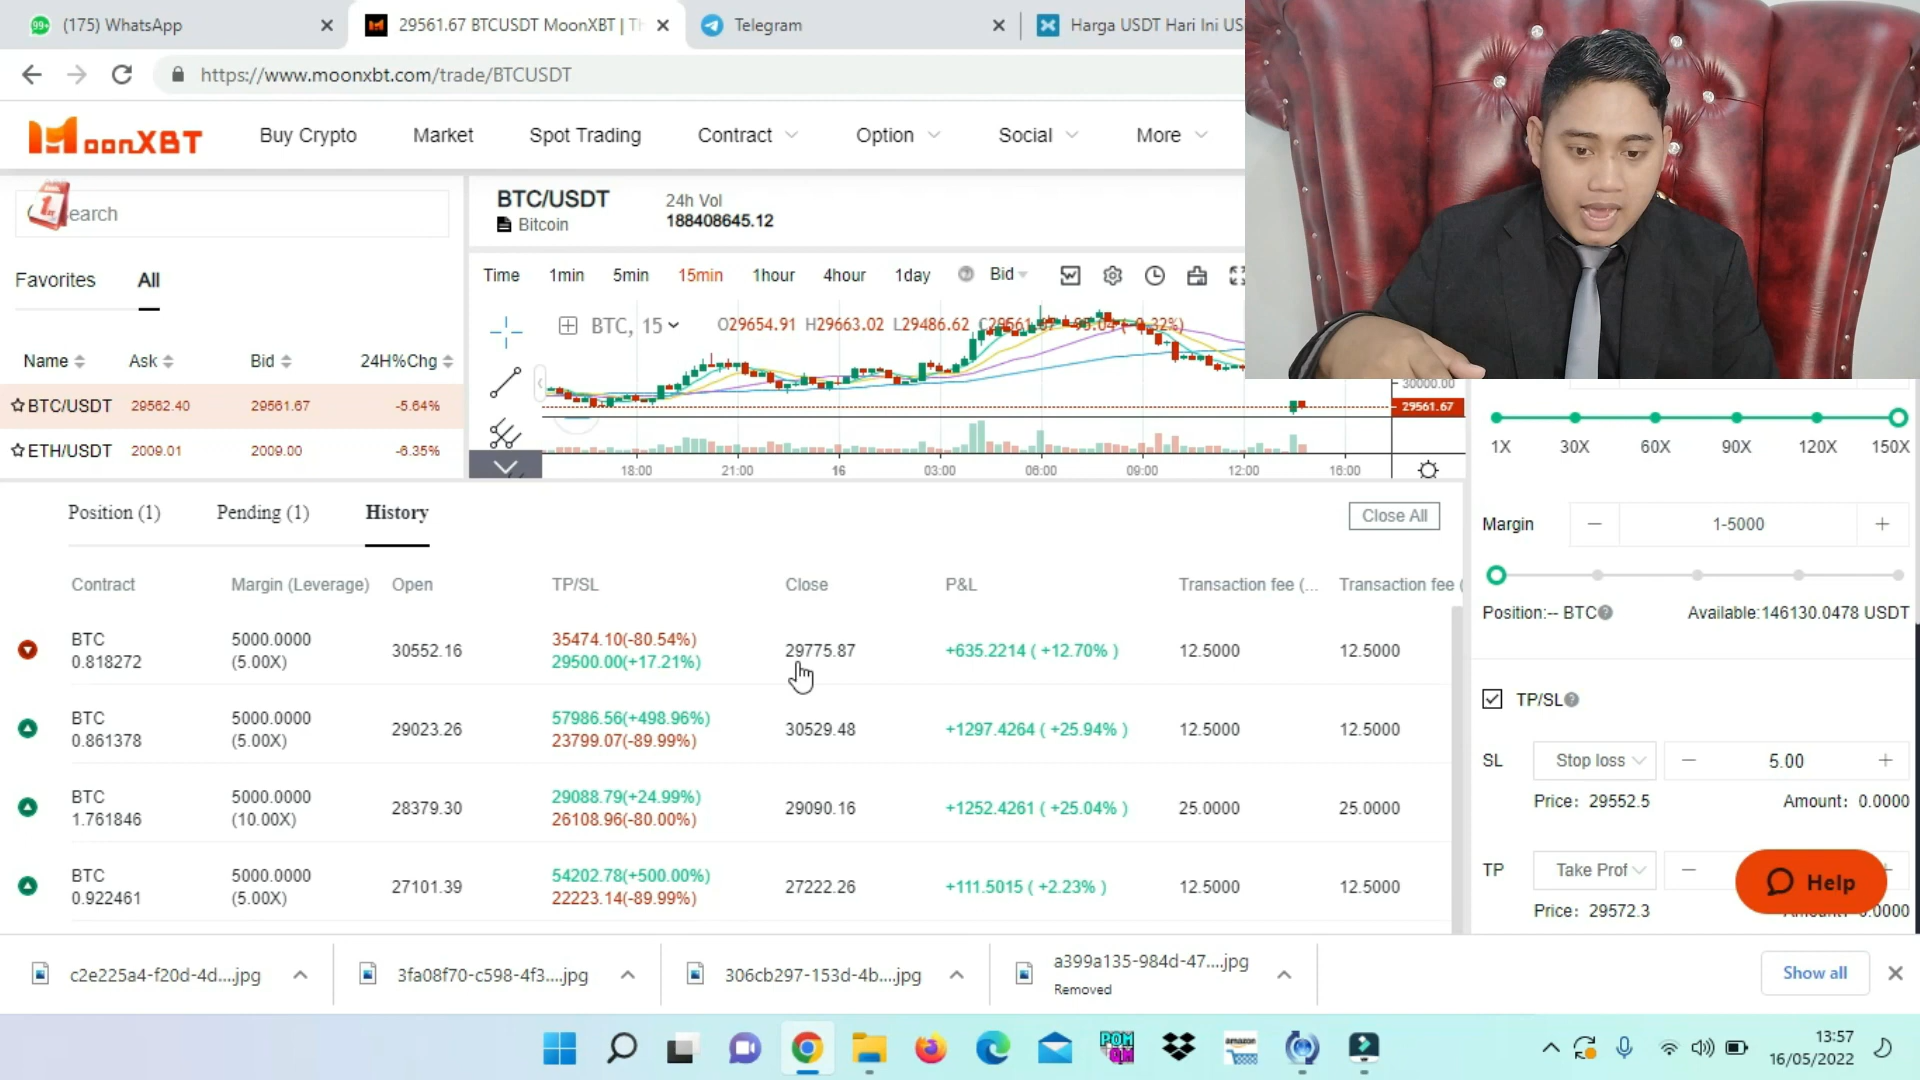 99+ (175) WhatsApp
29561.67 BTCUSDT MoonXBT | Th
Telegram
Harga USDT Hari Ini US
https://www.moonxbt.com/trade/BTCUSDT
MoonXBT
Buy Crypto Market Spot Trading Contract Option Social More
earch
Favorites All
Name Ask Bid 24H%Chg
BTC/USDT 29562.40 29561.67 -5.64%
ETH/USDT 2009.01 2009.00 -6.35%
BTC/USDT
Bitcoin
24h Vol
188408645.12
Time 1min 5min 15min 1hour 4hour 1day Bid
BTC, 15 O29654.91 H29663.02 L29486.62
30000.00
29561.67
18:00 21:00 16 03:00 06:00 09:00 12:00 15:00
1X 30X 60X 90X 120X 150X
Margin 1-5000
Position:-- BTC Available:146130.0478 USDT
TP/SL
SL Stop loss 5.00
Price: 29552.5 Amount: 0.0000
TP Take Prof
Price: 29572.3 0.0000
Help
Position (1) Pending (1) History
Close All
Contract Margin (Leverage) Open TP/SL Close P&L Transaction fee (... Transaction fee (
BTC 5000.0000 35474.10(-80.54%)
0.818272 (5.00X) 30552.16 29500.00(+17.21%) 29775.87 +635.2214 ( +12.70% ) 12.5000 12.5000
BTC 5000.0000 57986.56(+498.96%)
0.861378 (5.00X) 29023.26 23799.07(-89.99%) 30529.48 +1297.4264 ( +25.94% ) 12.5000 12.5000
BTC 5000.0000 29088.79(+24.99%)
1.761846 (10.00X) 28379.30 26108.96(-80.00%) 29090.16 +1252.4261 ( +25.04% ) 25.0000 25.0000
BTC 5000.0000 54202.78(+500.00%)
0.922461 (5.00X) 27101.39 22223.14(-89.99%) 27222.26 +111.5015 ( +2.23% ) 12.5000 12.5000
c2e225a4-f20d-4d....jpg
3fa08f70-c598-4f3....jpg
306cb297-153d-4b....jpg
a399a135-984d-47....jpg
Removed
Show all
POM QM
amazon
13:57
16/05/2022